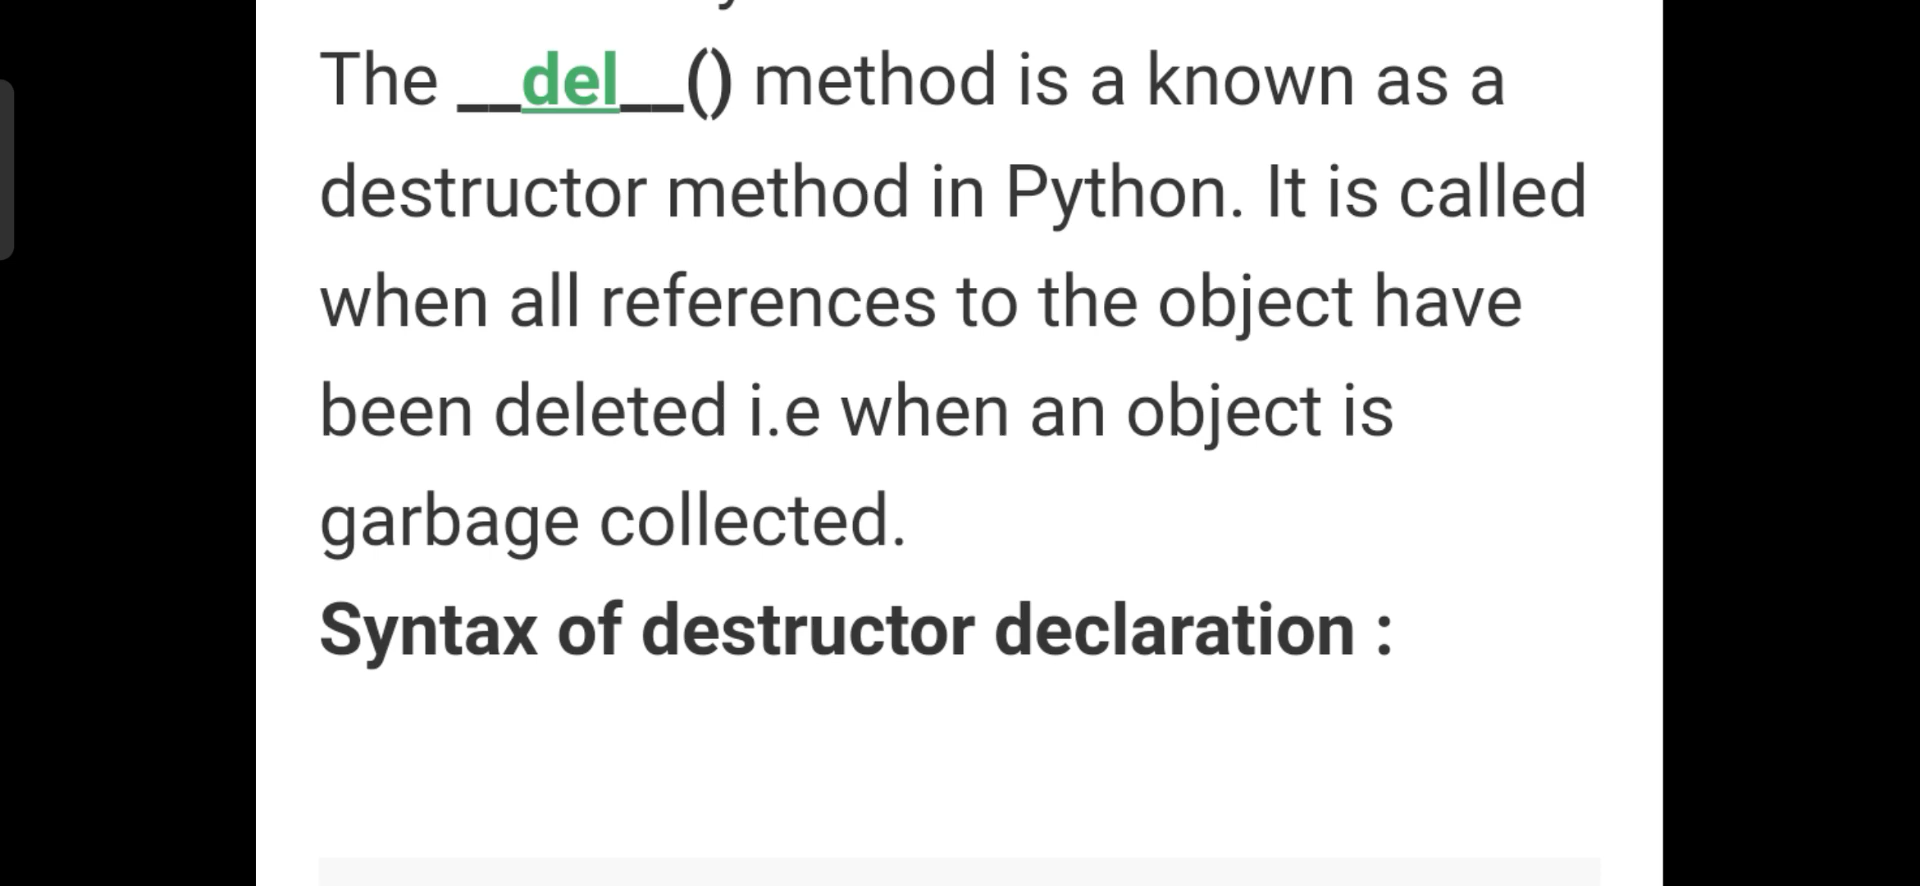 The __del__() method is a known as a
destructor method in Python. It is called
when all references to the object have
been deleted i.e when an object is
garbage collected.
Syntax of destructor declaration :